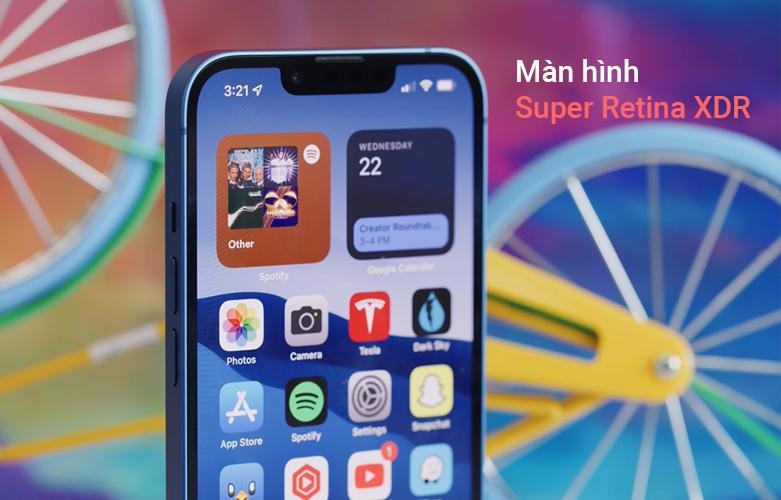 Màn hình
Super Retina XDR
3:21
WEDNESDAY
22
Creator Roundtab...
3–4 PM
Other
Spotify
Google Calendar
Photos
Camera
Tesla
Dark Sky
App Store
Spotify
Settings
Snapchat
1